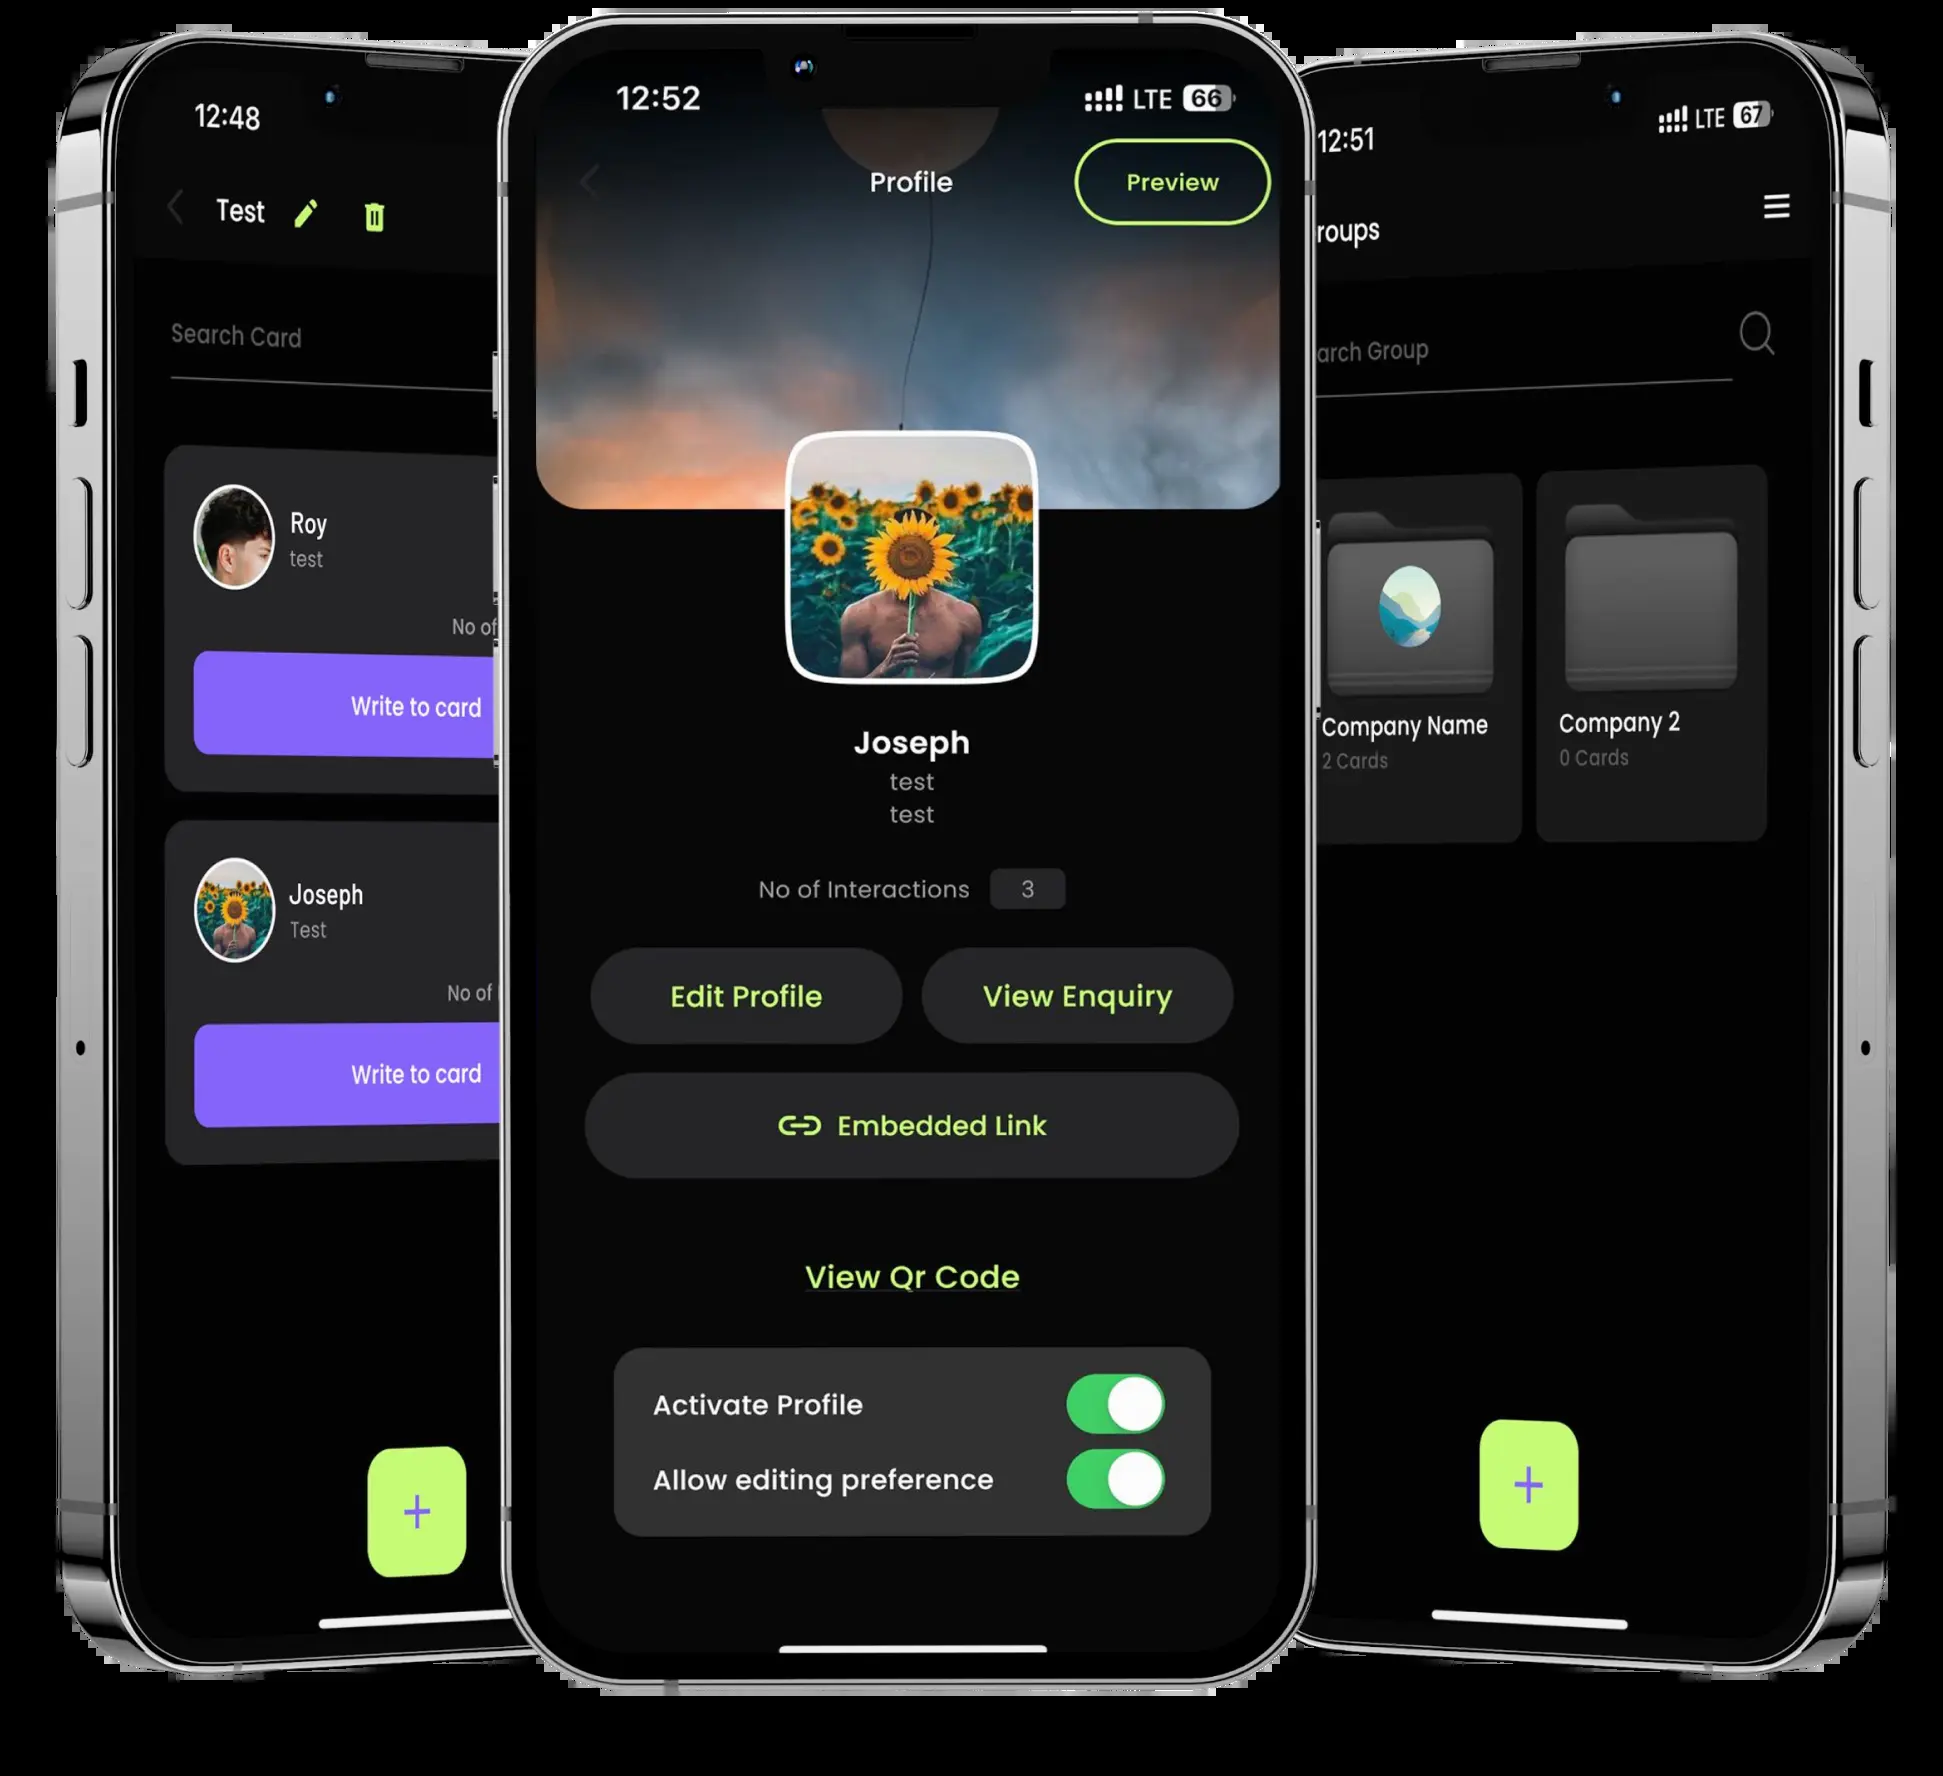 12:48
Test
Search Card
Roy
test
No of
Write to card
Joseph
Test
No of
Write to card
+
12:52
LTE 66
Profile
Preview
Joseph
test
test
No of Interactions 3
Edit Profile
View Enquiry
Embedded Link
View Qr Code
Activate Profile
Allow editing preference
12:51
LTE 67
roups
arch Group
Company Name
2 Cards
Company 2
0 Cards
+